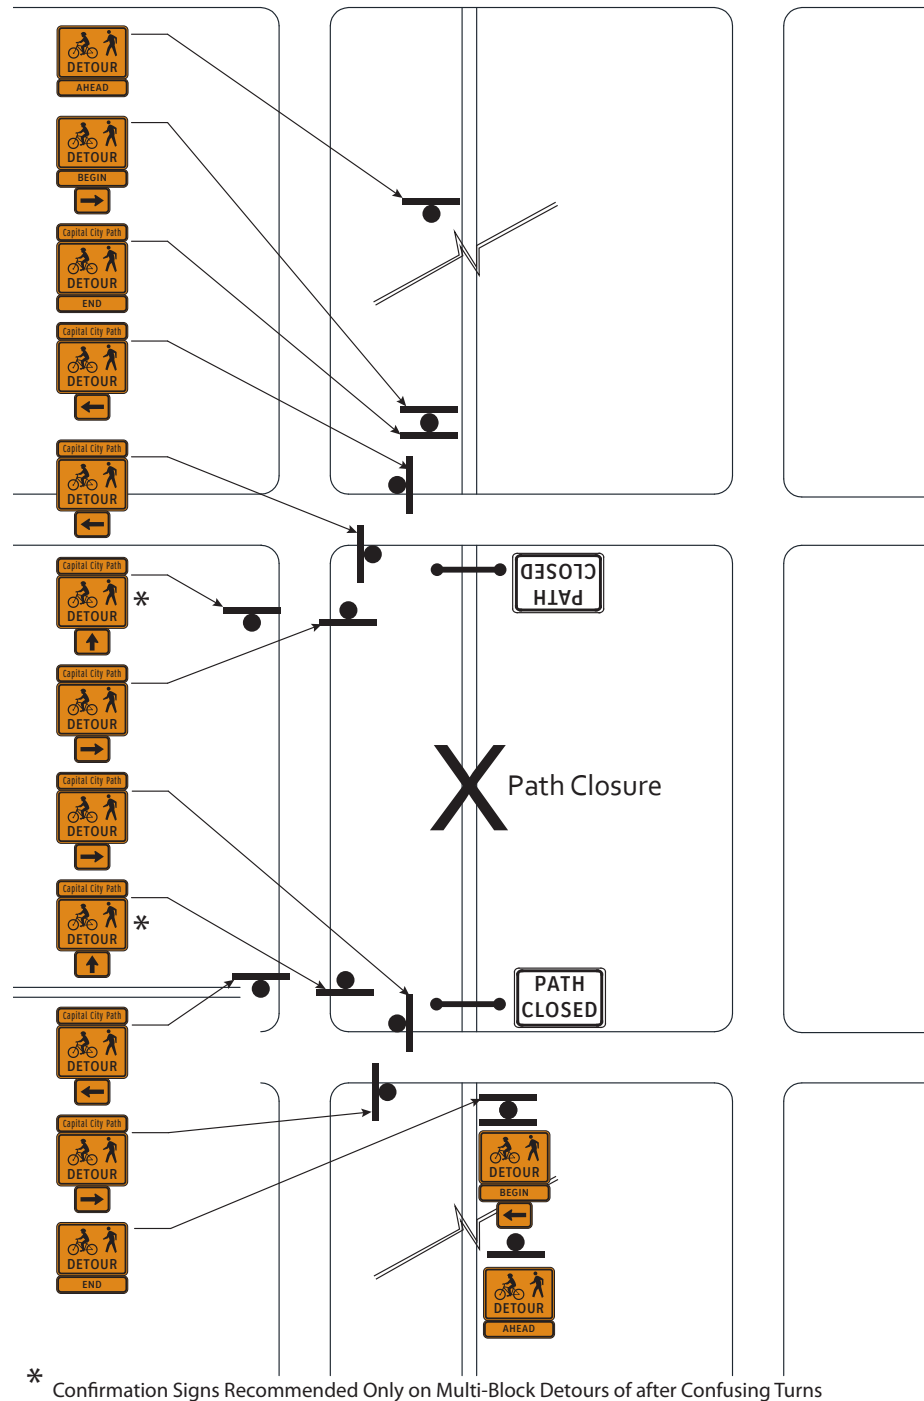 DETOUR
AHEAD
DETOUR
BEGIN
Capital City Path
DETOUR
END
Capital City Path
DETOUR
Capital City Path
DETOUR
PATH
CLOSED
Capital City Path
DETOUR
*
Capital City Path
DETOUR
Path Closure
Capital City Path
DETOUR
Capital City Path
DETOUR
*
PATH
CLOSED
Capital City Path
DETOUR
Capital City Path
DETOUR
DETOUR
BEGIN
DETOUR
END
DETOUR
AHEAD
* Confirmation Signs Recommended Only on Multi-Block Detours of after Confusing Turns